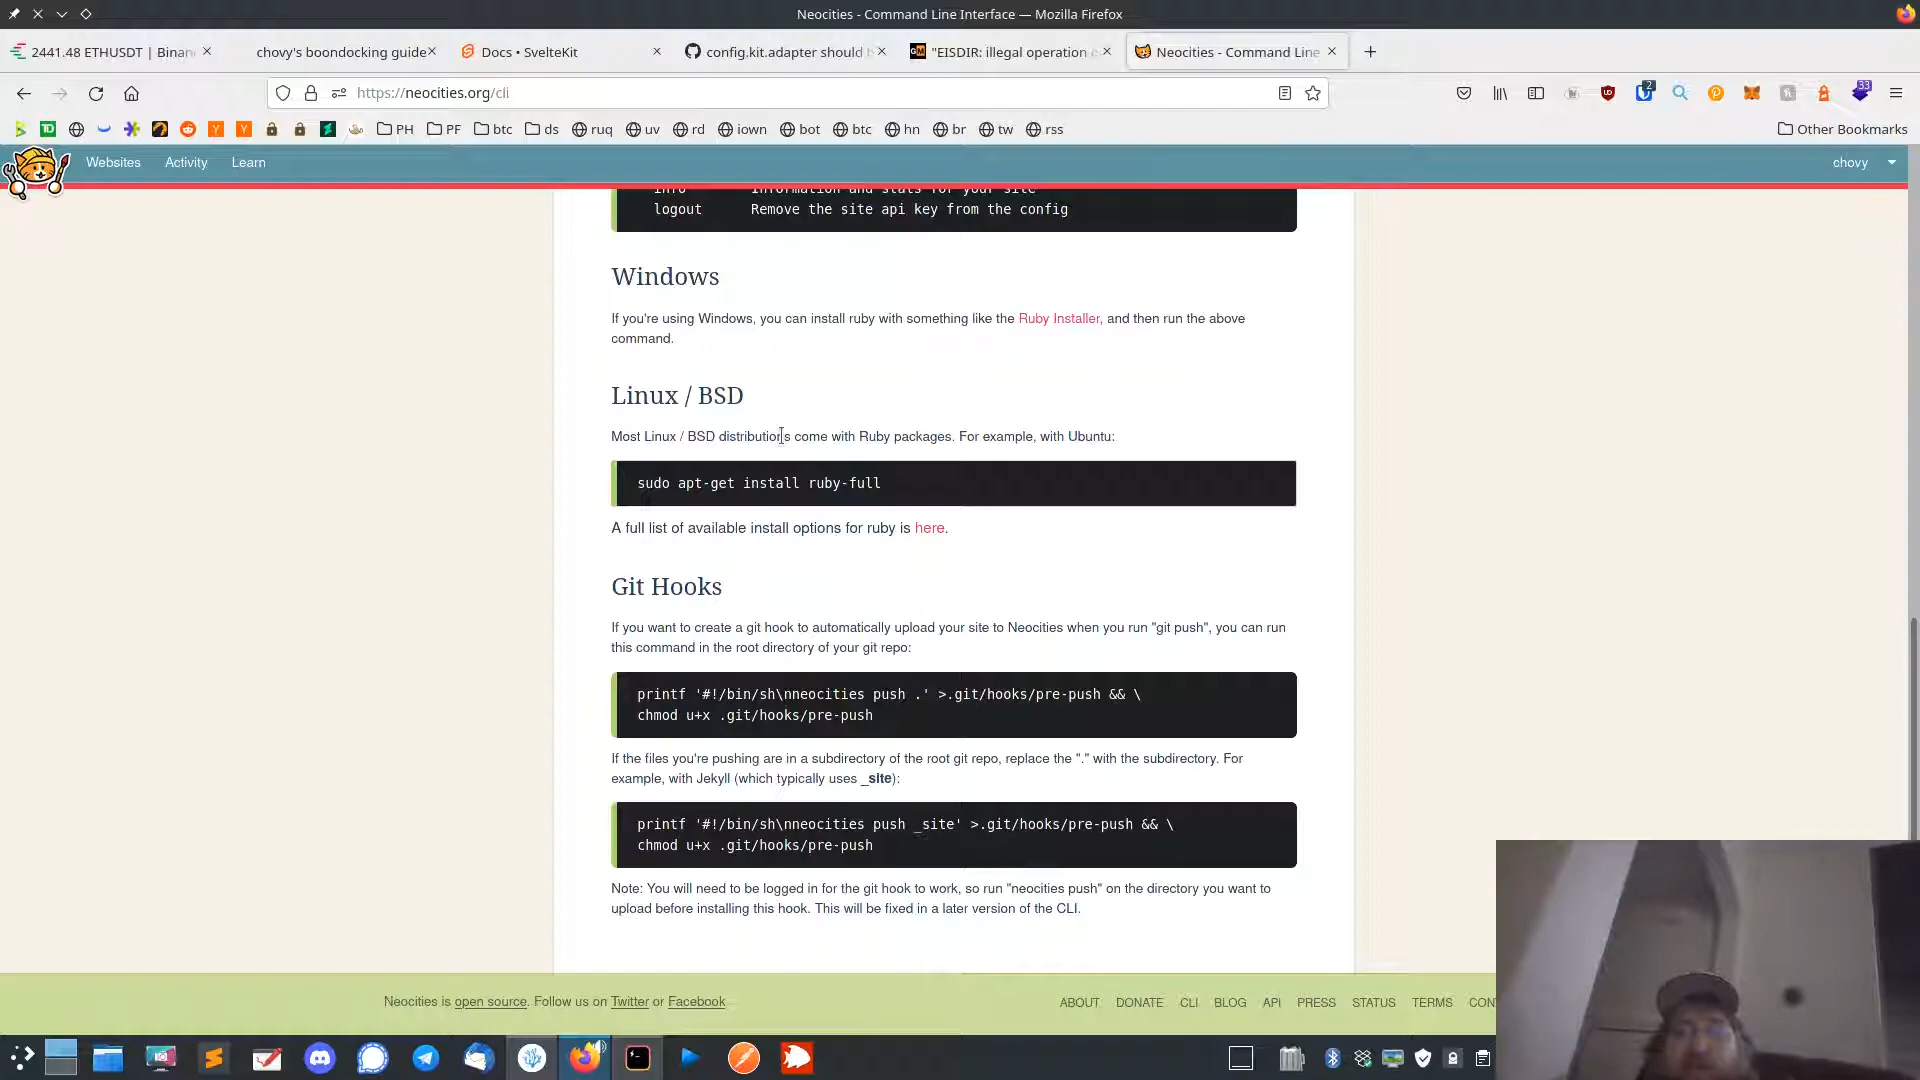 Neocities - Command Line Interface — Mozilla Firefox
2441.48 ETHUSDT | Binan
chovy's boondocking guide
Docs • SvelteKit
config.kit.adapter should b
"EISDIR: illegal operation o
Neocities - Command Line
https://neocities.org/cli
2
33
TD
PH
PF
btc
ds
ruq
uv
rd
iown
bot
btc
hn
br
tw
rss
Other Bookmarks
Websites
Activity
Learn
chovy
info Information and stats for your site
logout Remove the site api key from the config
Windows
If you're using Windows, you can install ruby with something like the Ruby Installer, and then run the above
command.
Linux / BSD
Most Linux / BSD distributions come with Ruby packages. For example, with Ubuntu:
sudo apt-get install ruby-full
A full list of available install options for ruby is here.
Git Hooks
If you want to create a git hook to automatically upload your site to Neocities when you run "git push", you can run
this command in the root directory of your git repo:
printf '#!/bin/sh\nneocities push .' >.git/hooks/pre-push && \
chmod u+x .git/hooks/pre-push
If the files you're pushing are in a subdirectory of the root git repo, replace the "." with the subdirectory. For
example, with Jekyll (which typically uses _site):
printf '#!/bin/sh\nneocities push _site' >.git/hooks/pre-push && \
chmod u+x .git/hooks/pre-push
Note: You will need to be logged in for the git hook to work, so run "neocities push" on the directory you want to
upload before installing this hook. This will be fixed in a later version of the CLI.
Neocities is open source. Follow us on Twitter or Facebook
ABOUT DONATE CLI BLOG API PRESS STATUS TERMS CON